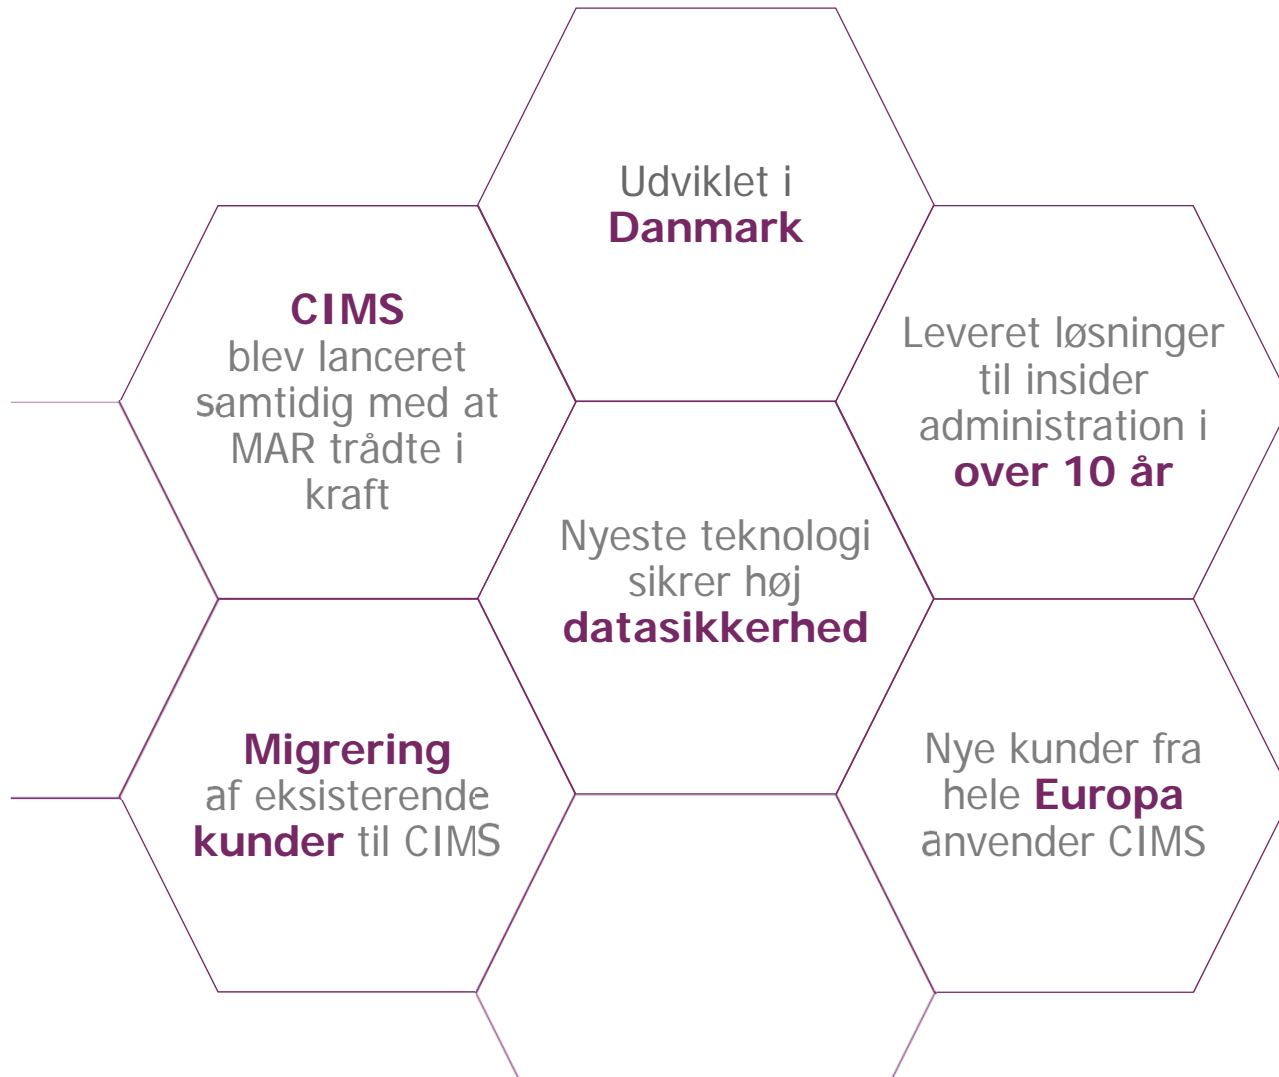 Udviklet i
Danmark
CIMS
blev lanceret
samtidig med at
MAR trådte i
kraft
Leveret løsninger
til insider
administration i
over 10 år
Nyeste teknologi
sikrer høj
datasikkerhed
Migrering
af eksisterende
kunder til CIMS
Nye kunder fra
hele Europa
anvender CIMS